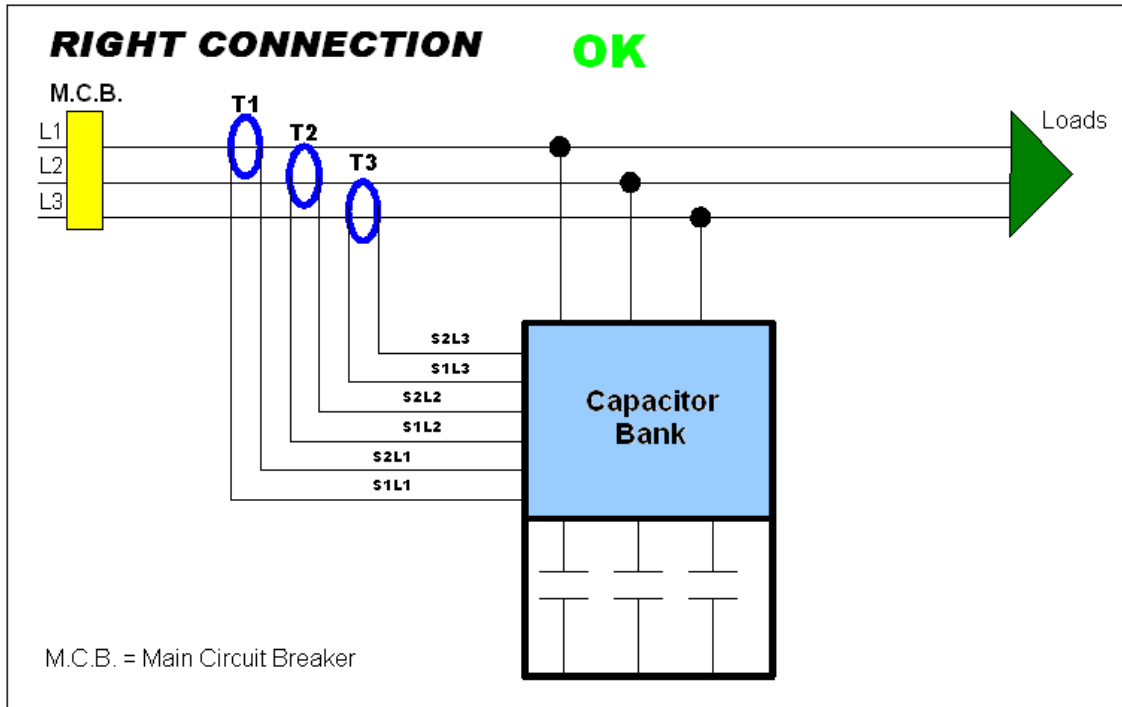 RIGHT CONNECTION OK
M.C.B.
T1
T2
T3
L1
L2
L3
Loads
S2L3
S1L3
S2L2
S1L2
S2L1
S1L1
Capacitor
Bank
M.C.B. = Main Circuit Breaker